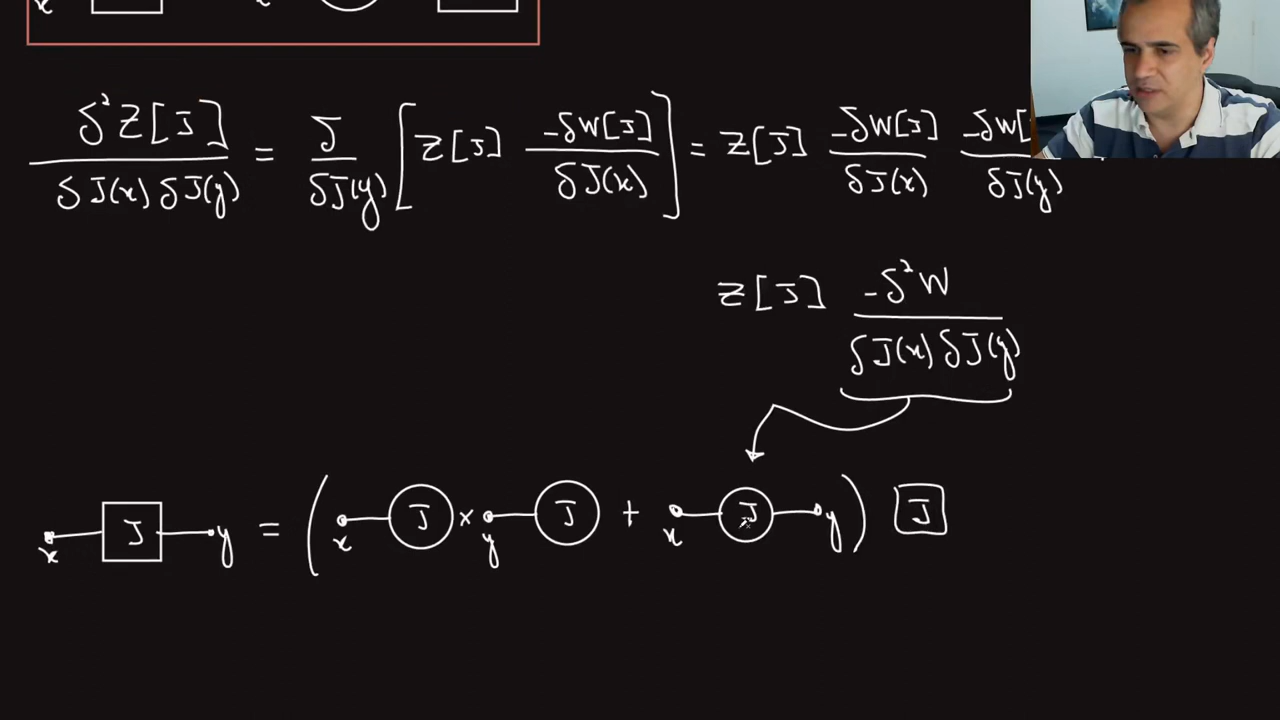 x x
δ²Z[J] / δJ(x) δJ(y) = δ / δJ(y) [ Z[J] -δW[J] / δJ(x) ] = Z[J] -δW[J] / δJ(x) -δW[ / δJ(y)
Z[J] -δ²W / δJ(x) δJ(y)
x J y = ( x J × y J + x J y ) J